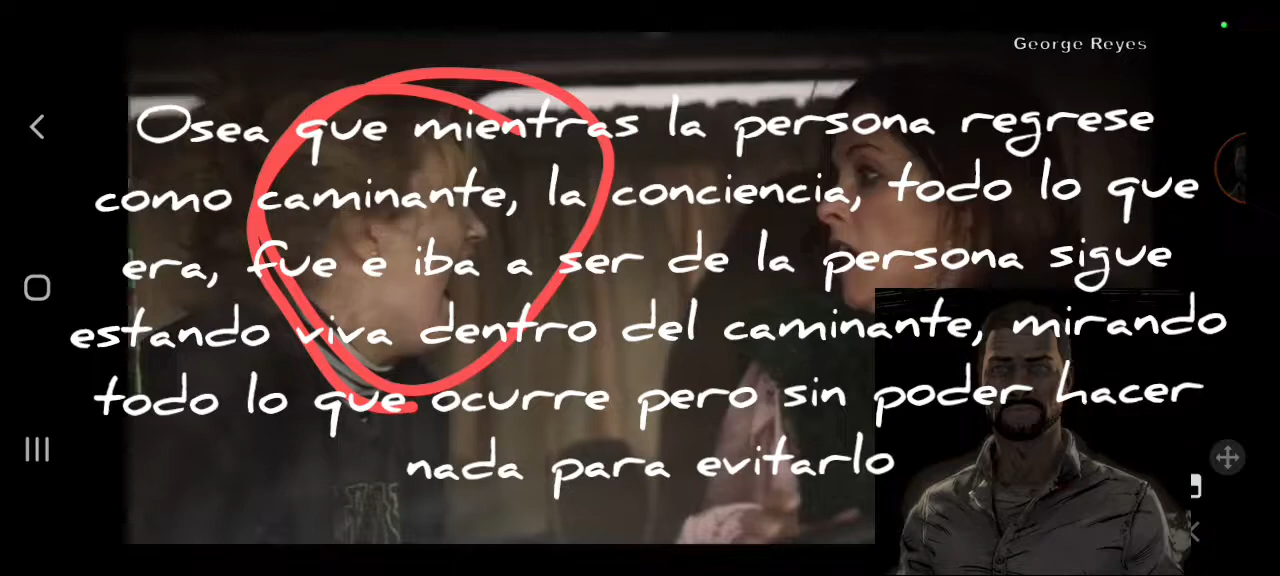 George Reyes
Osea que mientras la persona regrese
como caminante, la conciencia, todo lo que
era, fue e iba a ser de la persona sigue
estando viva dentro del caminante, mirando
todo lo que ocurre pero sin poder hacer
nada para evitarlo